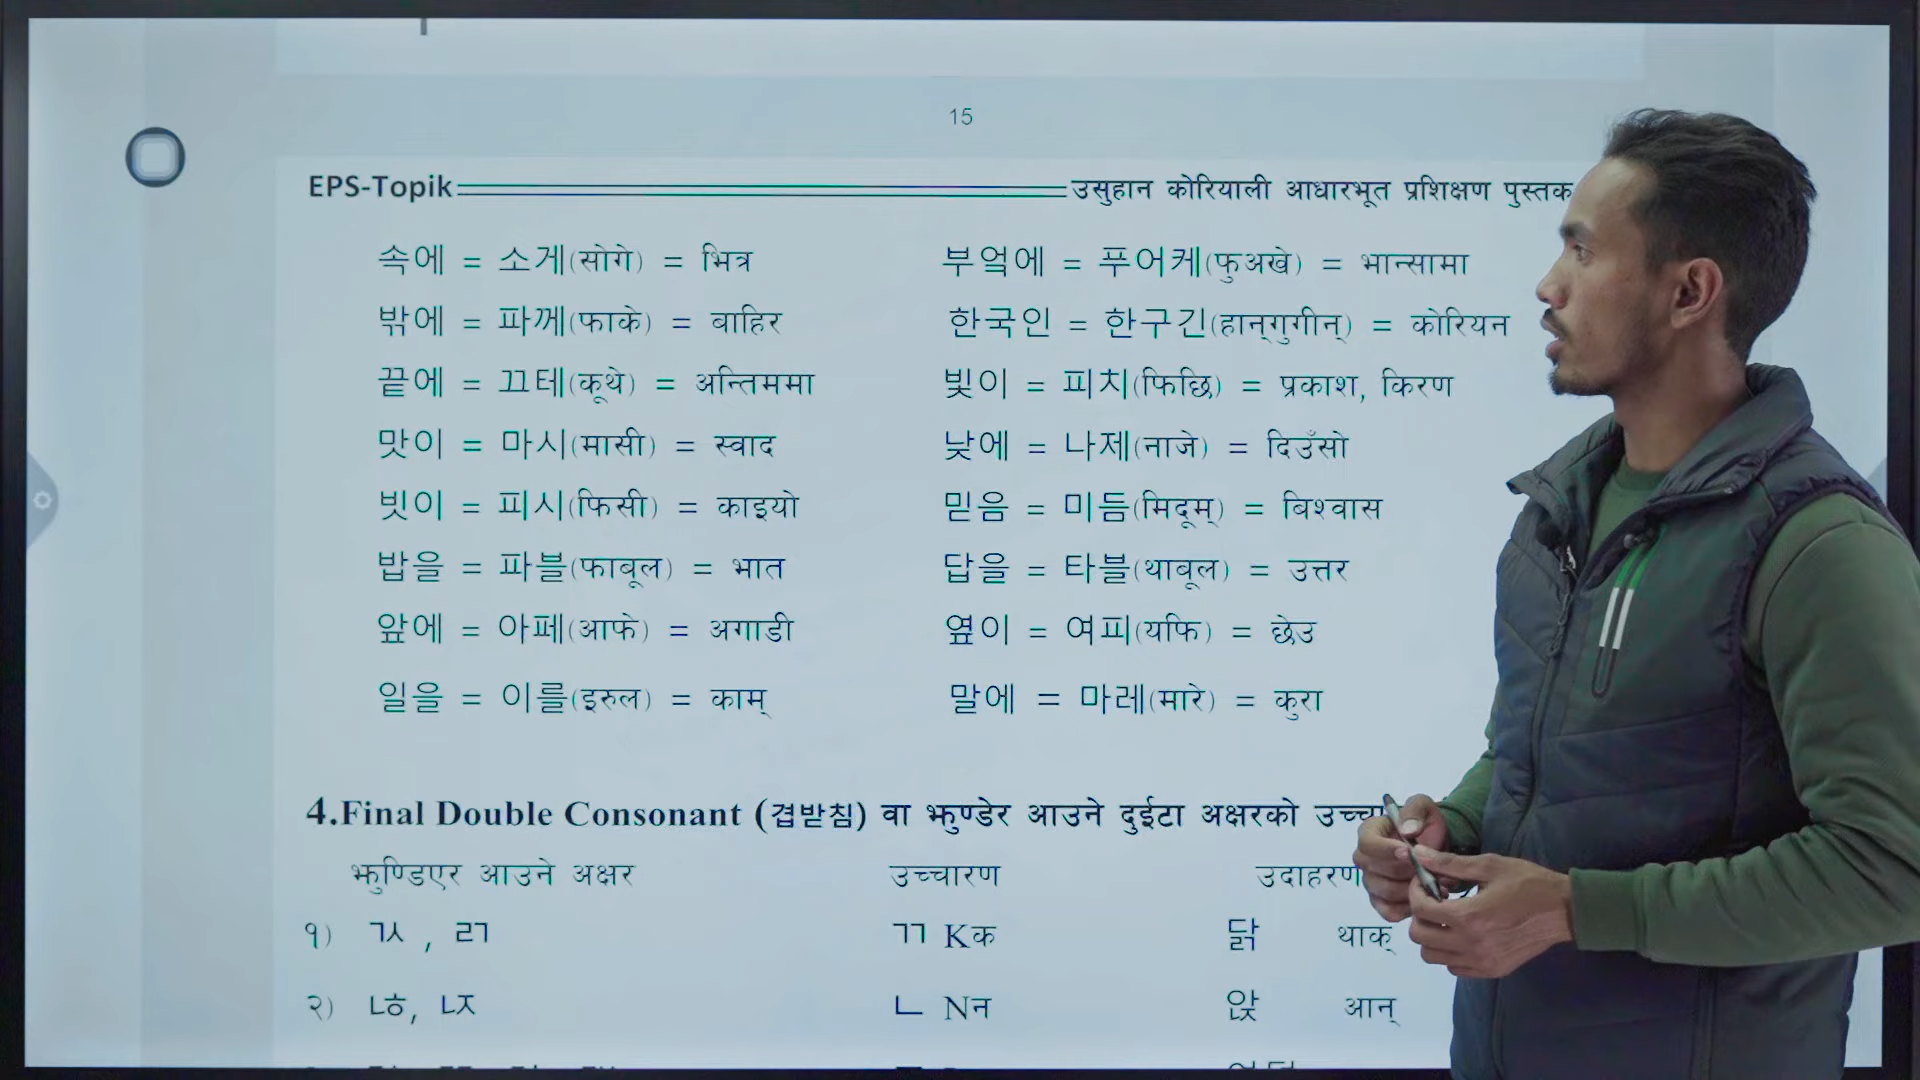 15
EPS-Topik उसुहान कोरियाली आधारभूत प्रशिक्षण पुस्तक
속에 = 소게(सोगे) = भित्र 부엌에 = 푸어케(फुअखे) = भान्सामा
밖에 = 파께(फाके) = बाहिर 한국인 = 한구긴(हान्गुगीन्) = कोरियन
끝에 = 끄테(कूथे) = अन्तिममा 빛이 = 피치(फिछि) = प्रकाश, किरण
맛이 = 마시(मासी) = स्वाद 낮에 = 나제(नाजे) = दिउँसो
빗이 = 피시(फिसी) = काइयो 믿음 = 미듬(मिदूम्) = बिश्वास
밥을 = 파블(फाबूल) = भात 답을 = 타블(थाबूल) = उत्तर
앞에 = 아페(आफे) = अगाडी 옆이 = 여피(यफि) = छेउ
일을 = 이를(इरुल) = काम् 말에 = 마레(मारे) = कुरा
4.Final Double Consonant (겹받침) वा झुण्डेर आउने दुईटा अक्षरको
झुण्डिएर आउने अक्षर उच्चारण उदाहरण
१) ㄳ , ㄺ ㄲ Kक 닭 थाक्
२) ㄶ, ㄵ ㄴ Nन 앉 आन्